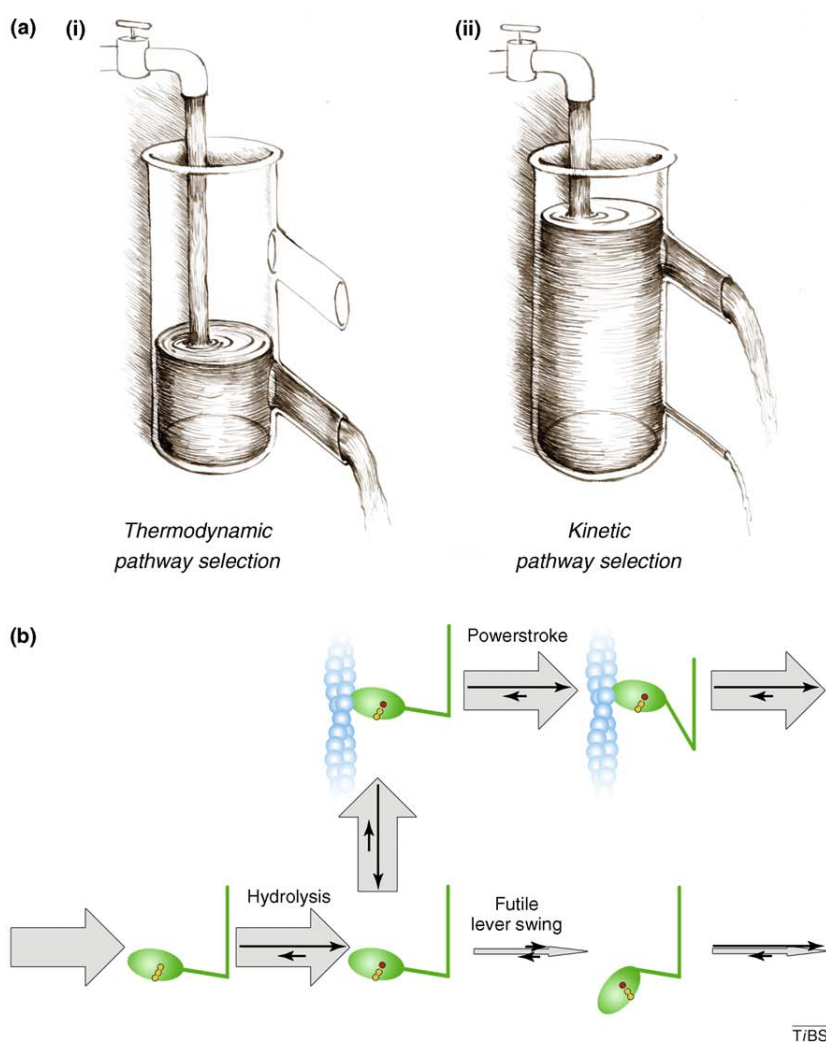 (a) (i)
(ii)
Thermodynamic
pathway selection
Kinetic
pathway selection
(b)
Powerstroke
Hydrolysis
Futile
lever swing
TiBS